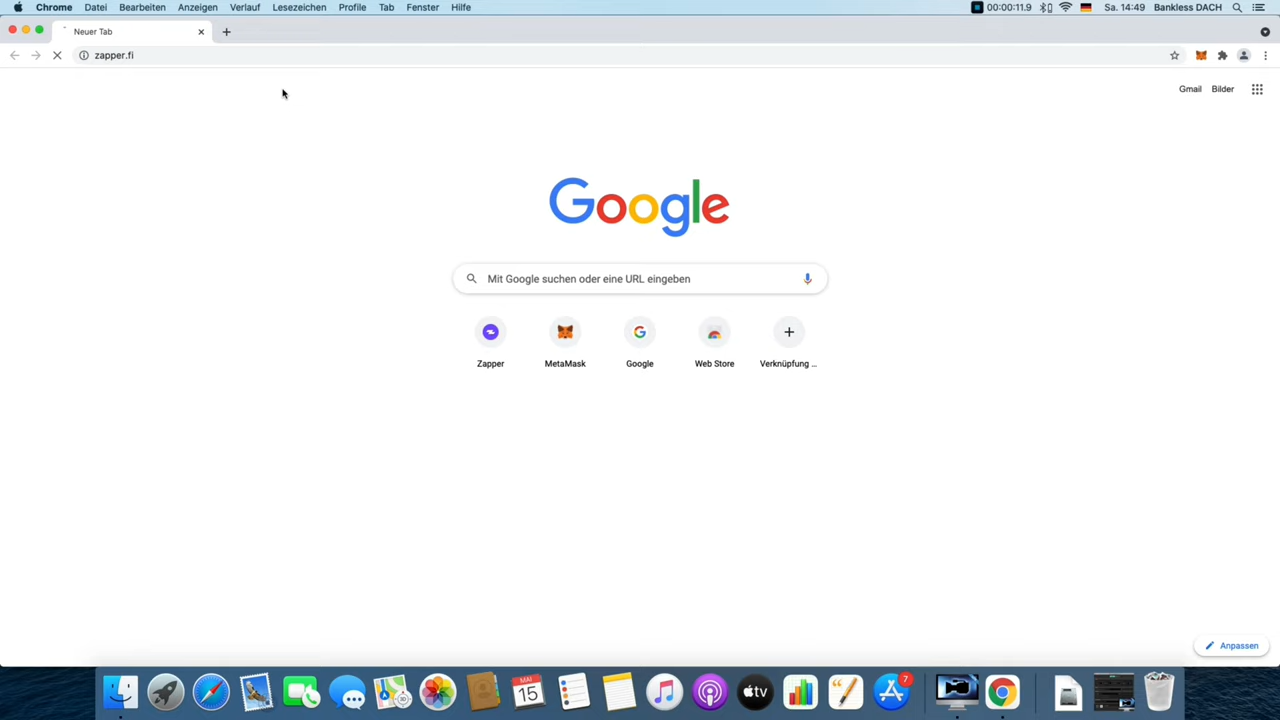 Chrome Datei Bearbeiten Anzeigen Verlauf Lesezeichen Profile Tab Fenster Hilfe 00:00:11.9 Sa. 14:49 Bankless DACH
Neuer Tab
zapper.fi
Gmail Bilder
Google
Mit Google suchen oder eine URL eingeben
Zapper MetaMask Google Web Store Verknüpfung ...
Anpassen
MAI
15
tv
7